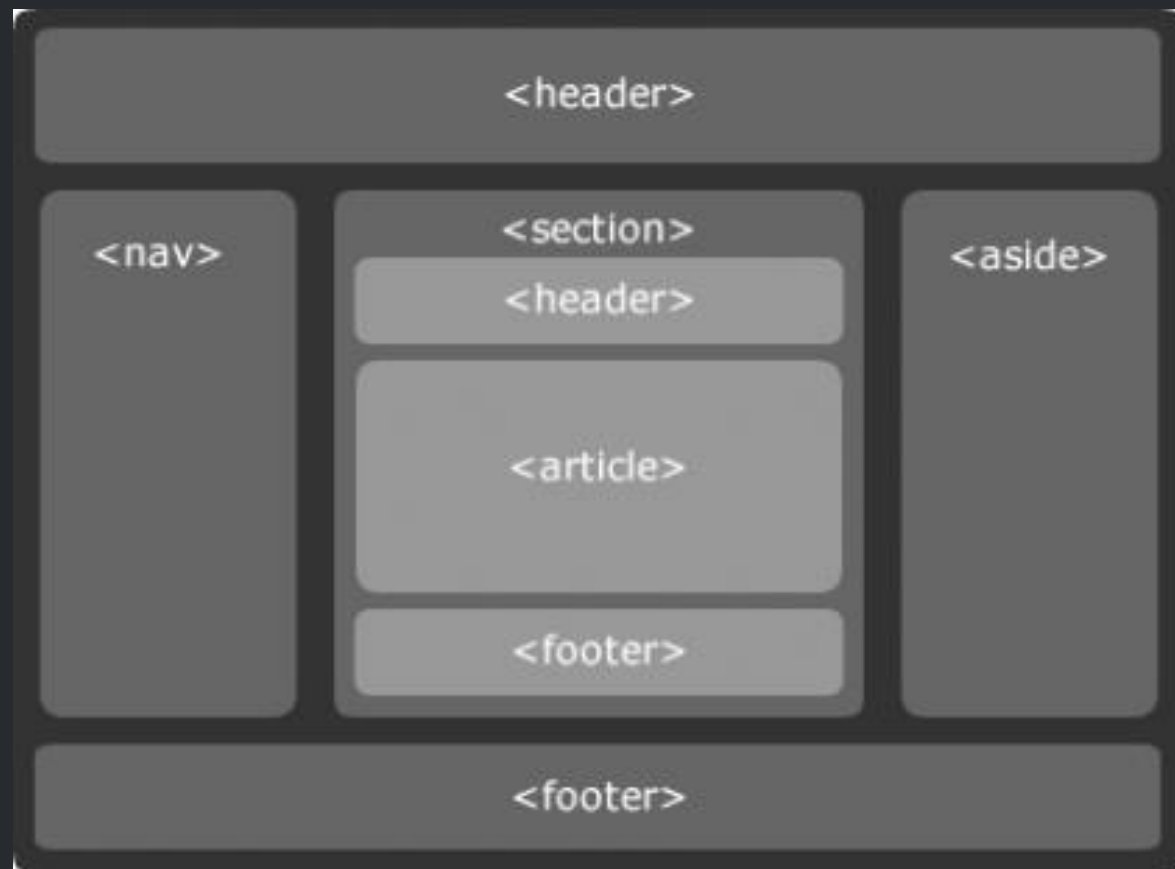 <header>
<nav>
<section>
<header>
<article>
<footer>
<aside>
<footer>